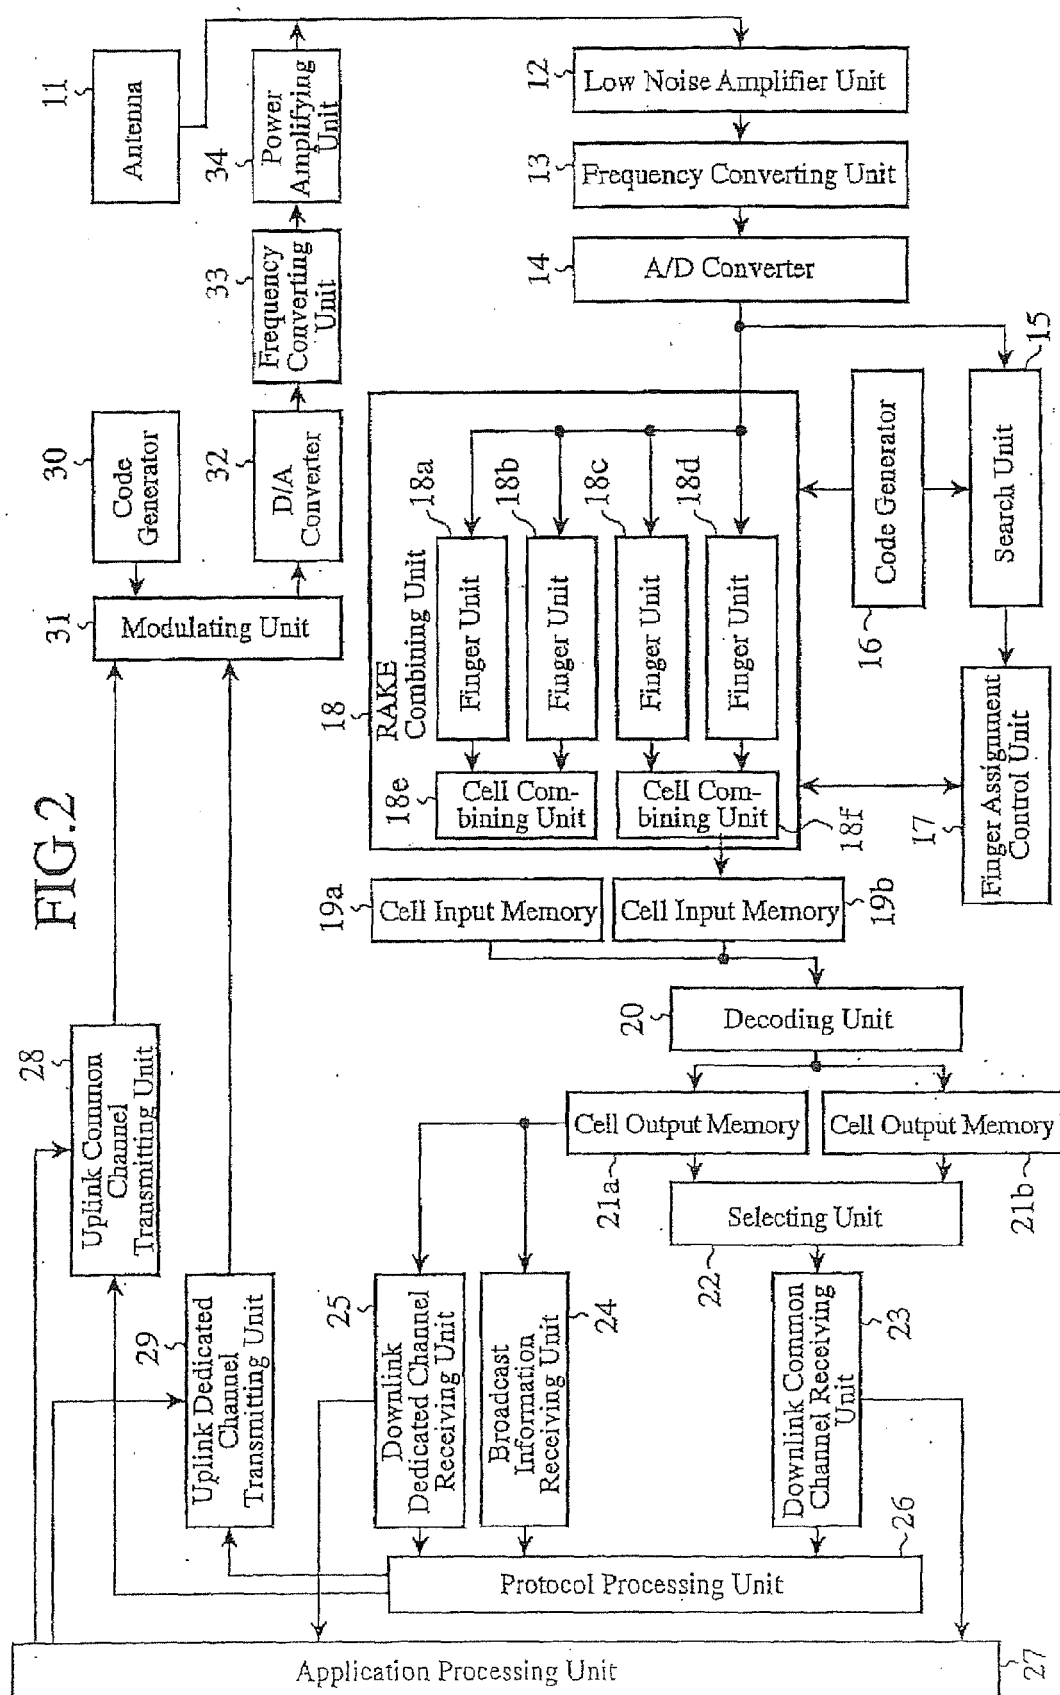 FIG.2
11
Antenna
34
Power
Amplifying
Unit
33
Frequency
Converting
Unit
32
D/A
Converter
30
Code
Generator
31
Modulating Unit
28
Uplink Common
Channel
Transmitting Unit
29
Uplink Dedicated
Channel
Transmitting Unit
12
Low Noise Amplifier Unit
13
Frequency Converting Unit
14
A/D Converter
15
Search Unit
16
Code Generator
17
Finger Assignment
Control Unit
18
RAKE
Combining Unit
18a
Finger Unit
18b
Finger Unit
18c
Finger Unit
18d
Finger Unit
18e
Cell Com-
bining Unit
Cell Com-
bining Unit
18f
19a
Cell Input Memory
Cell Input Memory
19b
20
Decoding Unit
Cell Output Memory
21a
Cell Output Memory
21b
Selecting Unit
22
25
Downlink
Dedicated Channel
Receiving Unit
Broadcast
Information
Receiving Unit
24
Downlink Common
Channel Receiving
Unit
23
Protocol Processing Unit
26
Application Processing Unit
27